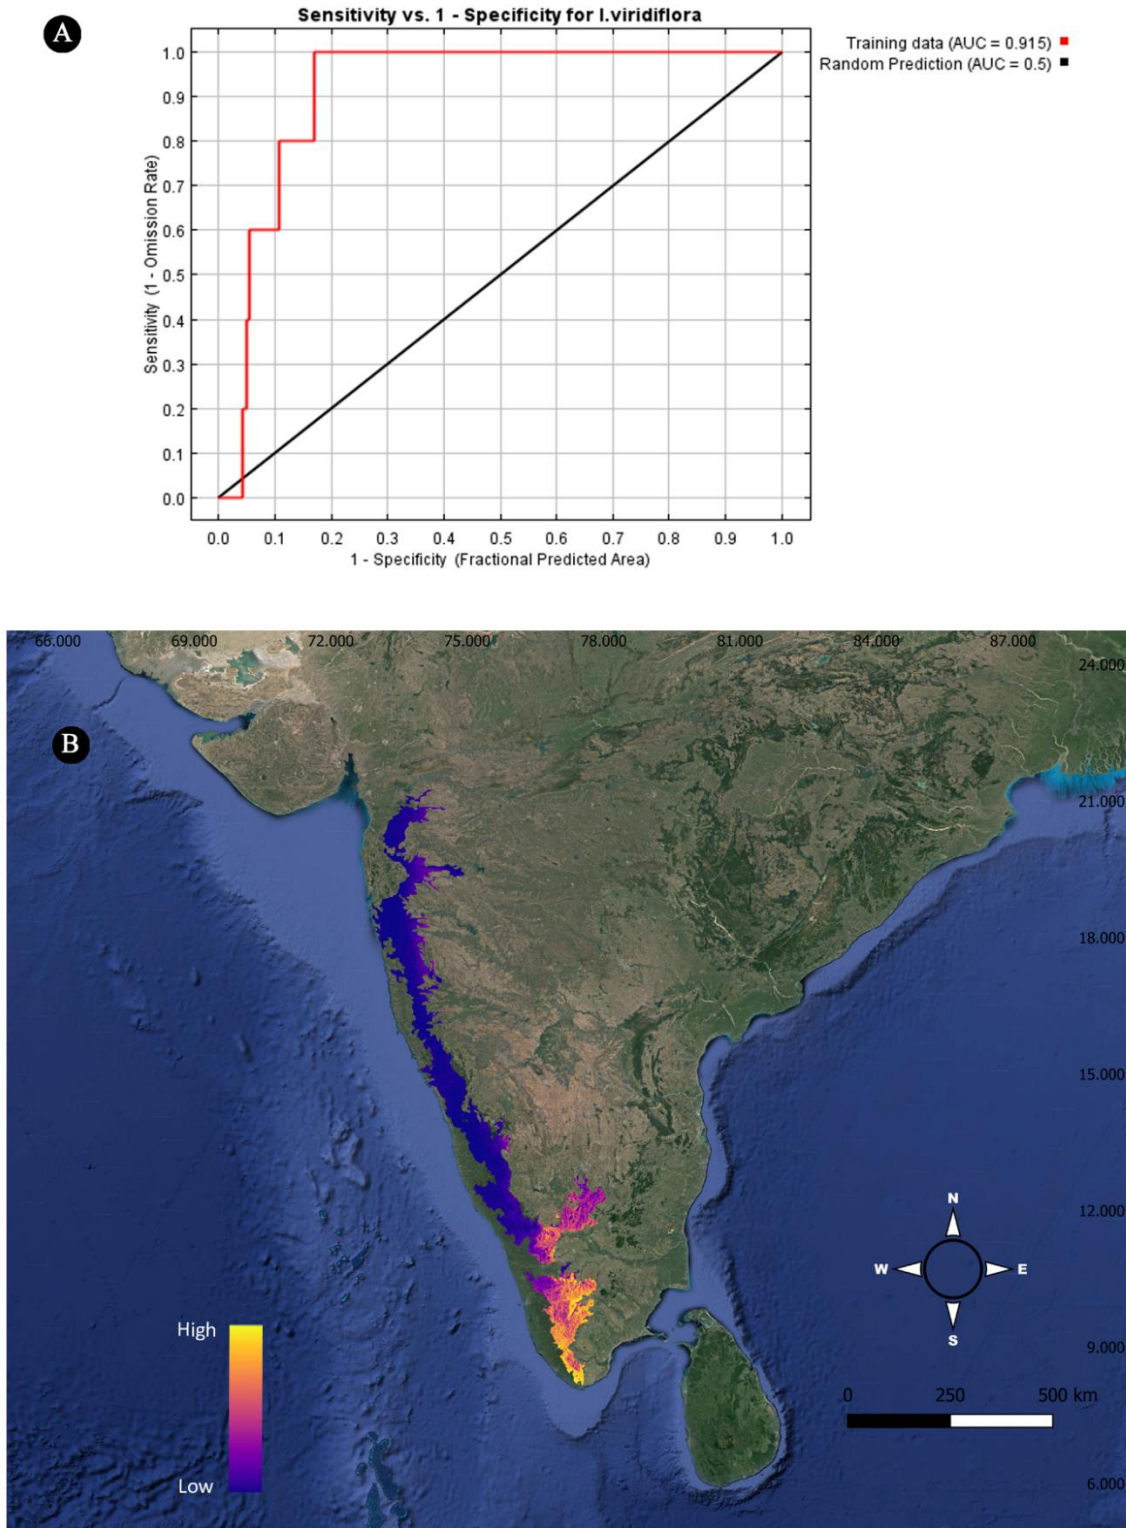 A
Sensitivity vs. 1 - Specificity for I.viridiflora
Training data (AUC = 0.915)
Random Prediction (AUC = 0.5)
Sensitivity (1 - Omission Rate)
1.0
0.9
0.8
0.7
0.6
0.5
0.4
0.3
0.2
0.1
0.0
0.0 0.1 0.2 0.3 0.4 0.5 0.6 0.7 0.8 0.9 1.0
1 - Specificity (Fractional Predicted Area)
66.000 69.000 72.000 75.000 78.000 81.000 84.000 87.000
24.000
B
21.000
18.000
15.000
12.000
N
W E
S
High
9.000
0 250 500 km
Low
6.000